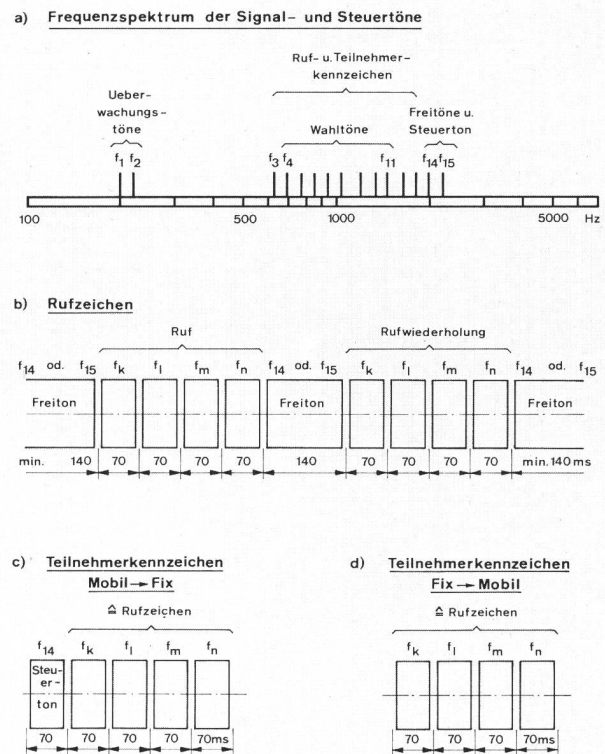 a) Frequenzspektrum der Signal- und Steuertöne
Ruf- u. Teilnehmer-
kennzeichen
Ueber-
wachungs-
töne
Freitöne u.
Steuerton
Wahltöne
f1 f2 f3 f4 f11 f14 f15
100 500 1000 5000 Hz
b) Rufzeichen
Ruf Rufwiederholung
f14 od. f15 fk fl fm fn f14 od. f15 fk fl fm fn f14 od. f15
Freiton Freiton Freiton
min. 140 70 70 70 70 140 70 70 70 70 min. 140 ms
c) Teilnehmerkennzeichen
Mobil → Fix
≙ Rufzeichen
f14 fk fl fm fn
Steu-
er-
ton
70 70 70 70 70ms
d) Teilnehmerkennzeichen
Fix → Mobil
≙ Rufzeichen
fk fl fm fn
70 70 70 70ms